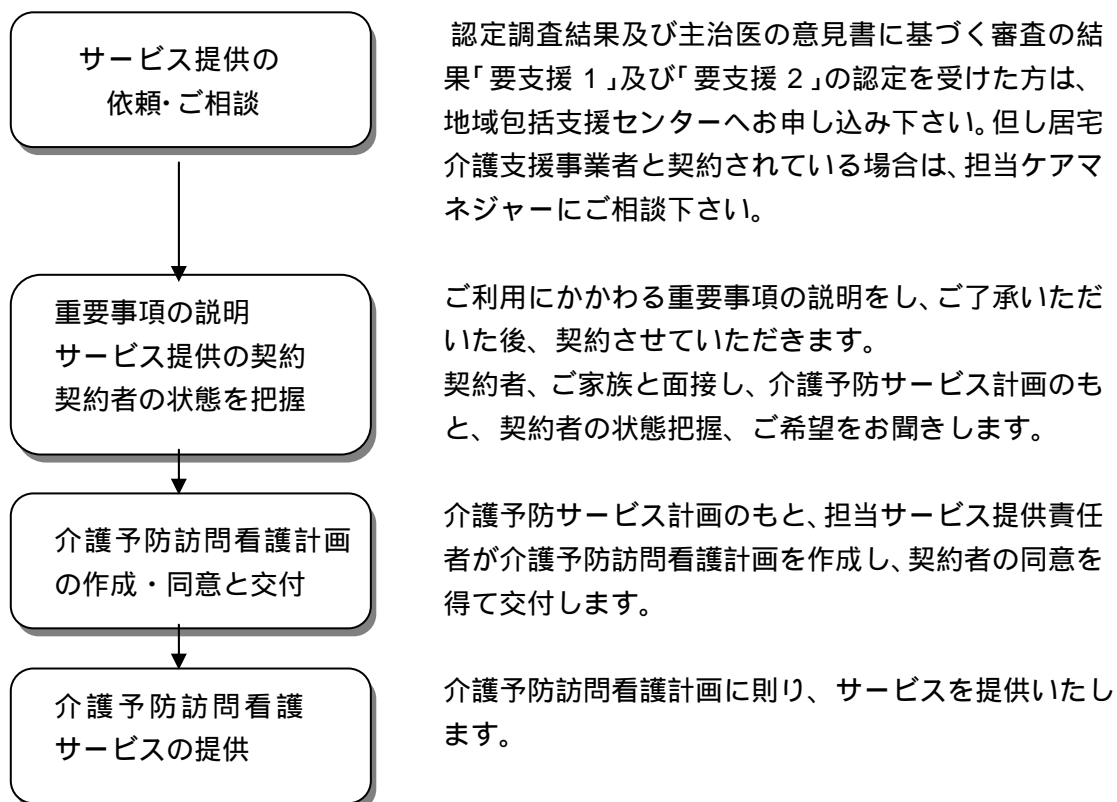 サービス提供の
依頼・ご相談
認定調査結果及び主治医の意見書に基づく審査の結
果「要支援1」及び「要支援2」の認定を受けた方は、
地域包括支援センターへお申し込み下さい。但し居宅
介護支援事業者と契約されている場合は、担当ケアマ
ネジャーにご相談下さい。
重要事項の説明
サービス提供の契約
契約者の状態を把握
ご利用にかかわる重要事項の説明をし、ご了承いただ
いた後、契約させていただきます。
契約者、ご家族と面接し、介護予防サービス計画のも
と、契約者の状態把握、ご希望をお聞きします。
介護予防訪問看護計画
の作成・同意と交付
介護予防サービス計画のもと、担当サービス提供責任
者が介護予防訪問看護計画を作成し、契約者の同意を
得て交付します。
介護予防訪問看護
サービスの提供
介護予防訪問看護計画に則り、サービスを提供いたし
ます。